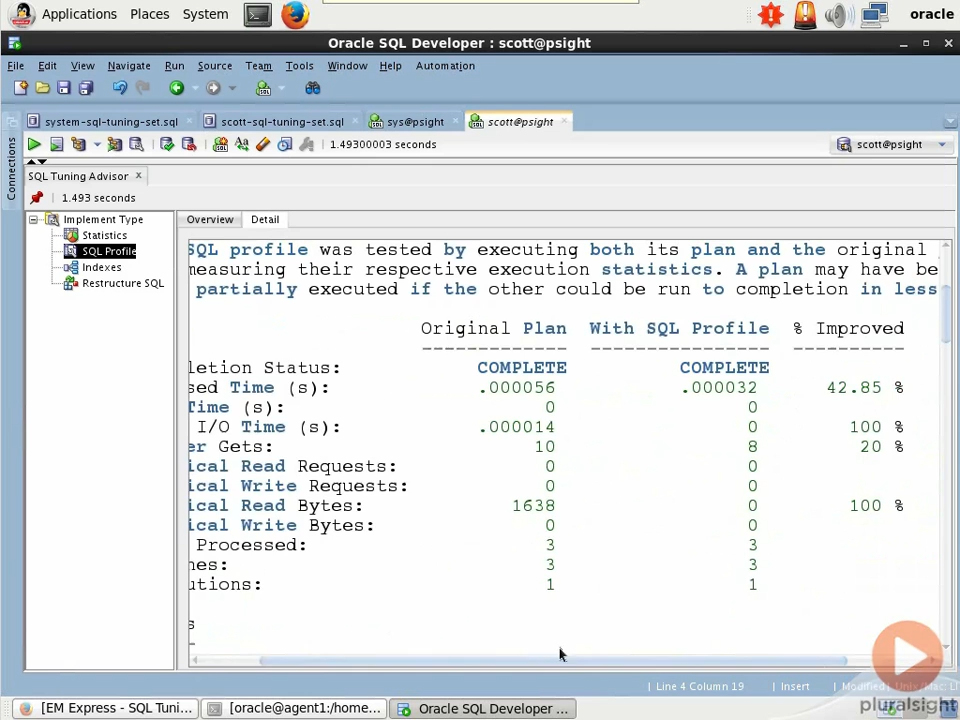 Applications Places System oracle
Oracle SQL Developer : scott@psight
File Edit View Navigate Run Source Team Tools Window Help Automation
system-sql-tuning-set.sql scott-sql-tuning-set.sql sys@psight scott@psight
1.49300003 seconds scott@psight
Connections
SQL Tuning Advisor
1.493 seconds
Implement Type
Statistics
SQL Profile
Indexes
Restructure SQL
Overview Detail
SQL profile was tested by executing both its plan and the original
measuring their respective execution statistics. A plan may have be
partially executed if the other could be run to completion in less
Original Plan With SQL Profile % Improved
------------- ---------------- ----------
letion Status: COMPLETE COMPLETE
sed Time (s): .000056 .000032 42.85 %
Time (s): 0 0
I/O Time (s): .000014 0 100 %
er Gets: 10 8 20 %
ical Read Requests: 0 0
ical Write Requests: 0 0
ical Read Bytes: 1638 0 100 %
ical Write Bytes: 0 0
Processed: 3 3
hes: 3 3
utions: 1 1
s
Line 4 Column 19 Insert Modified Unix/Mac: L
pluralsight
[EM Express - SQL Tuni... [oracle@agent1:/home... Oracle SQL Developer ...